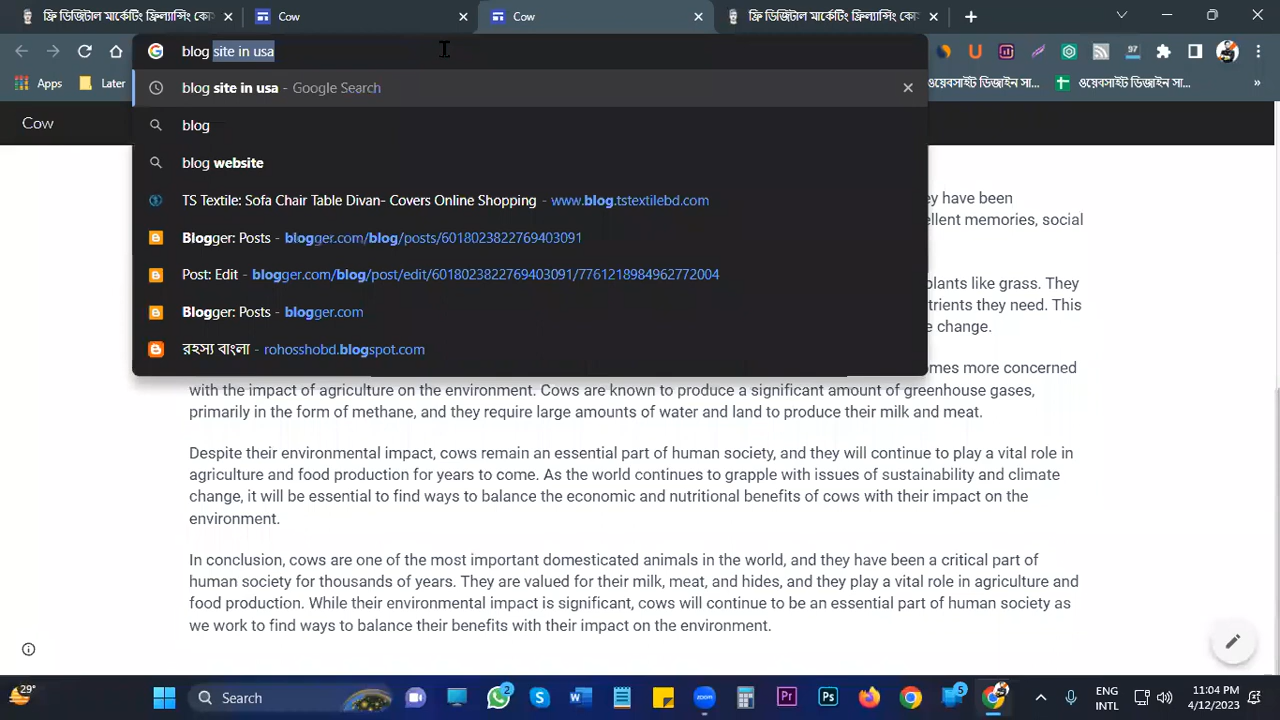 ফ্রি ডিজিটাল মার্কেটিং ফ্রিল্যান্সিং কো
Cow
Cow
ফ্রি ডিজিটাল মার্কেটিং ফ্রিল্যান্সিং কো
blog site in usa
97
Apps
Later
ওয়েবসাইট ডিজাইন সা...
ওয়েবসাইট ডিজাইন সা...
»
blog site in usa - Google Search
blog
blog website
TS Textile: Sofa Chair Table Divan- Covers Online Shopping - www.blog.tstextilebd.com
Blogger: Posts - blogger.com/blog/posts/6018023822769403091
Post: Edit - blogger.com/blog/post/edit/6018023822769403091/7761218984962772004
Blogger: Posts - blogger.com
রহস্য বাংলা - rohosshobd.blogspot.com
Cow
ey have been
ellent memories, social
plants like grass. They
trients they need. This
e change.
omes more concerned
with the impact of agriculture on the environment. Cows are known to produce a significant amount of greenhouse gases,
primarily in the form of methane, and they require large amounts of water and land to produce their milk and meat.
Despite their environmental impact, cows remain an essential part of human society, and they will continue to play a vital role in
agriculture and food production for years to come. As the world continues to grapple with issues of sustainability and climate
change, it will be essential to find ways to balance the economic and nutritional benefits of cows with their impact on the
environment.
In conclusion, cows are one of the most important domesticated animals in the world, and they have been a critical part of
human society for thousands of years. They are valued for their milk, meat, and hides, and they play a vital role in agriculture and
food production. While their environmental impact is significant, cows will continue to be an essential part of human society as
we work to find ways to balance their benefits with their impact on the environment.
29°
Search
2
zoom
Pr
Ps
5
ENG
INTL
11:04 PM
4/12/2023